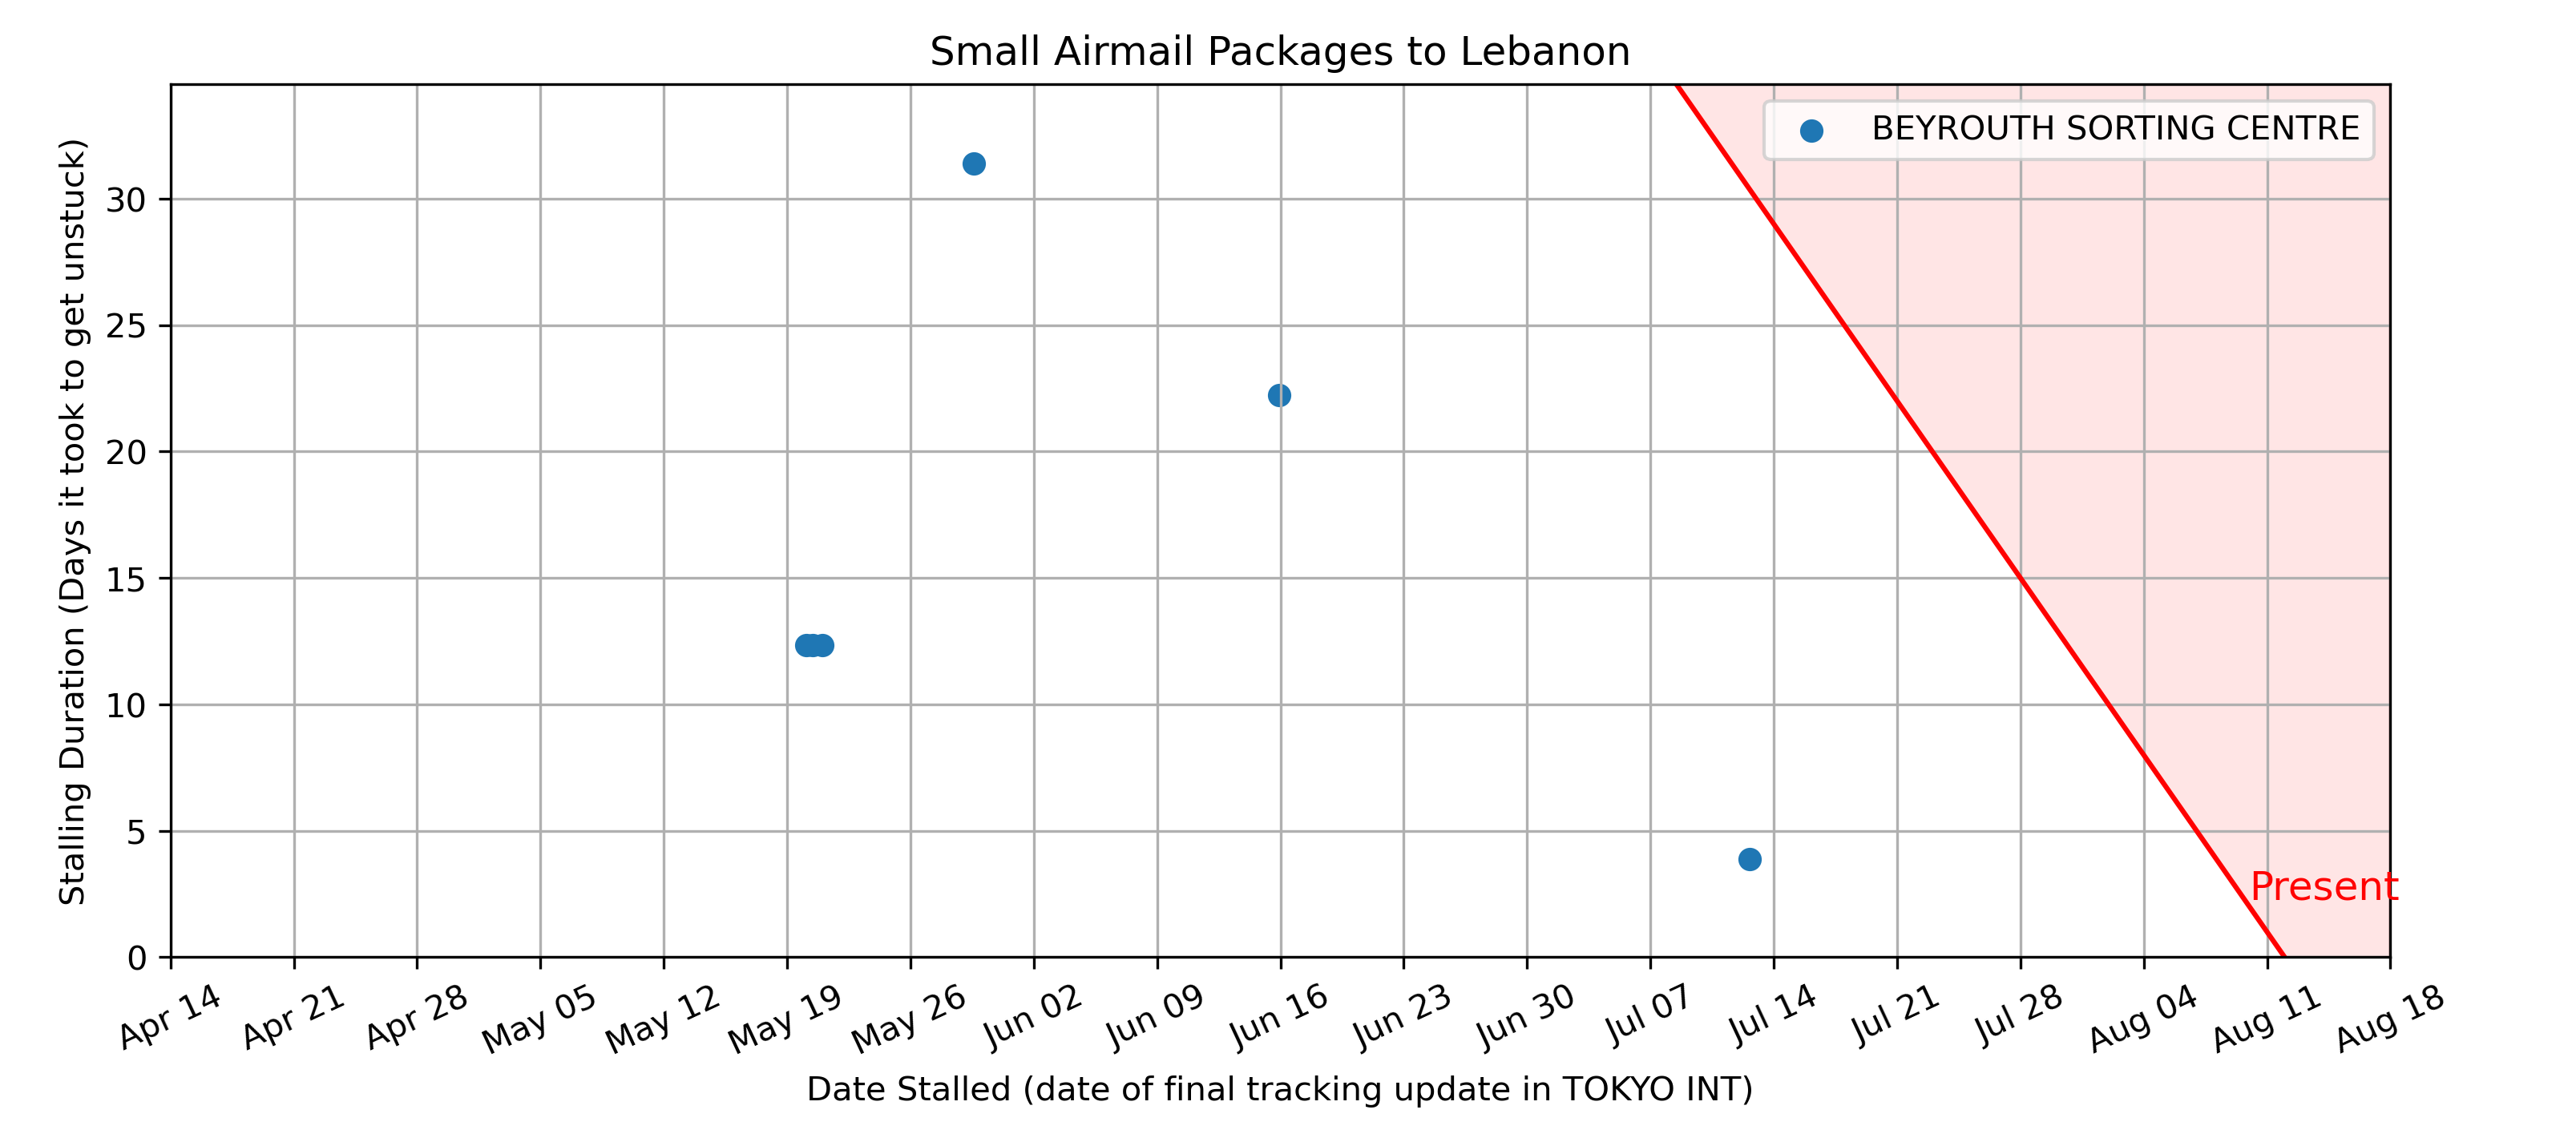 Small Airmail Packages to Lebanon
BEYROUTH SORTING CENTRE
Stalling Duration (Days it took to get unstuck)
30
25
20
15
10
5
0
Present
Apr 14
Apr 21
Apr 28
May 05
May 12
May 19
May 26
Jun 02
Jun 09
Jun 16
Jun 23
Jun 30
Jul 07
Jul 14
Jul 21
Jul 28
Aug 04
Aug 11
Aug 18
Date Stalled (date of final tracking update in TOKYO INT)